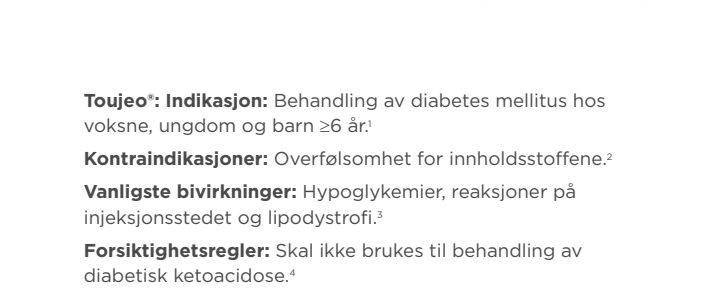 Toujeo®: Indikasjon: Behandling av diabetes mellitus hos
voksne, ungdom og barn ≥6 år.¹
Kontraindikasjoner: Overfølsomhet for innholdsstoffene.²
Vanligste bivirkninger: Hypoglykemier, reaksjoner på
injeksjonsstedet og lipodystrofi.³
Forsiktighetsregler: Skal ikke brukes til behandling av
diabetisk ketoacidose.⁴